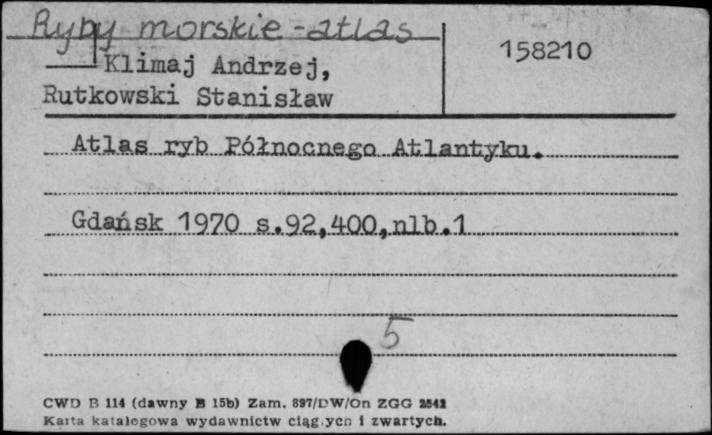 Ryby morskie - atlas
158210
Klimaj Andrzej,
Rutkowski Stanisław
Atlas ryb Północnego Atlantyku.
Gdańsk 1970 s.92,400,nlb.1
5
CWD B 114 (dawny B 15b) Zam. 897/DW/On ZGG 2542
Karta katalogowa wydawnictw ciągłych i zwartych.